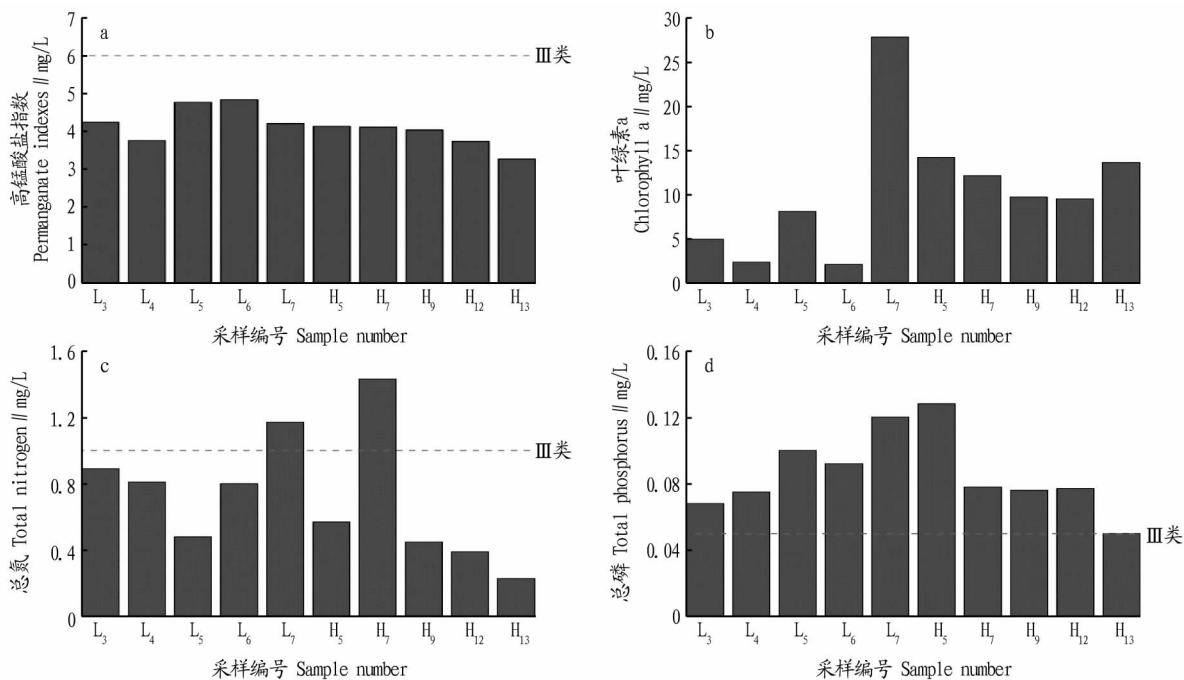 a
7
6
5
4
3
2
1
0
高锰酸盐指数
Permanganate indexes∥mg/L
Ⅲ类
L₃ L₄ L₅ L₆ L₇ H₅ H₇ H₉ H₁₂ H₁₃
采样编号 Sample number
b
30
25
20
15
10
5
0
叶绿素a
Chlorophyll a∥mg/L
L₃ L₄ L₅ L₆ L₇ H₅ H₇ H₉ H₁₂ H₁₃
采样编号 Sample number
c
1.6
1.2
0.8
0.4
0
总氮 Total nitrogen∥mg/L
Ⅲ类
L₃ L₄ L₅ L₆ L₇ H₅ H₇ H₉ H₁₂ H₁₃
采样编号 Sample number
d
0.16
0.12
0.08
0.04
0
总磷 Total phosphorus∥mg/L
Ⅲ类
L₃ L₄ L₅ L₆ L₇ H₅ H₇ H₉ H₁₂ H₁₃
采样编号 Sample number